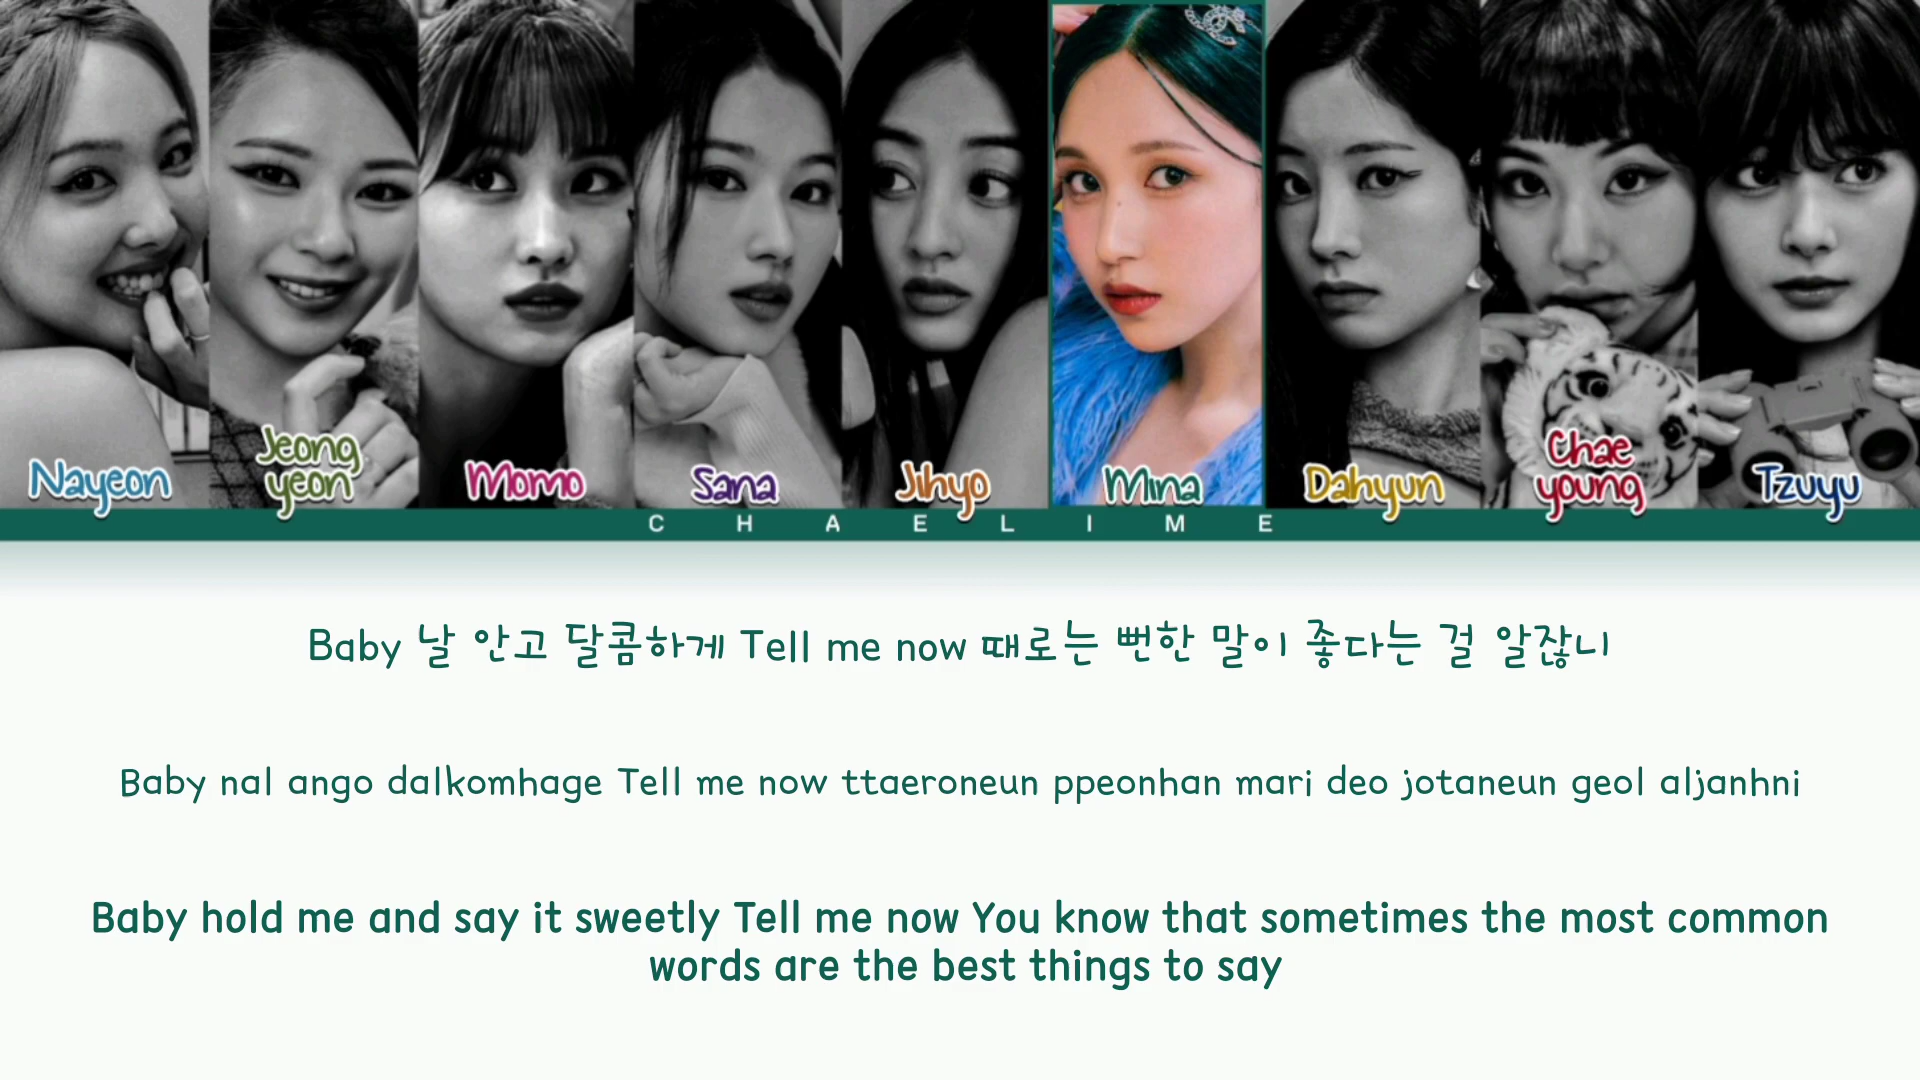 Nayeon
Jeong
yeon
Momo
Sana
Jihyo
Mina
Dahyun
Chae
young
Tzuyu
CHAELIME
Baby 날 안고 달콤하게 Tell me now 때로는 뻔한 말이 좋다는 걸 알잖니
Baby nal ango dalkomhage Tell me now ttaeroneun ppeonhan mari deo jotaneun geol aljanhni
Baby hold me and say it sweetly Tell me now You know that sometimes the most common
words are the best things to say